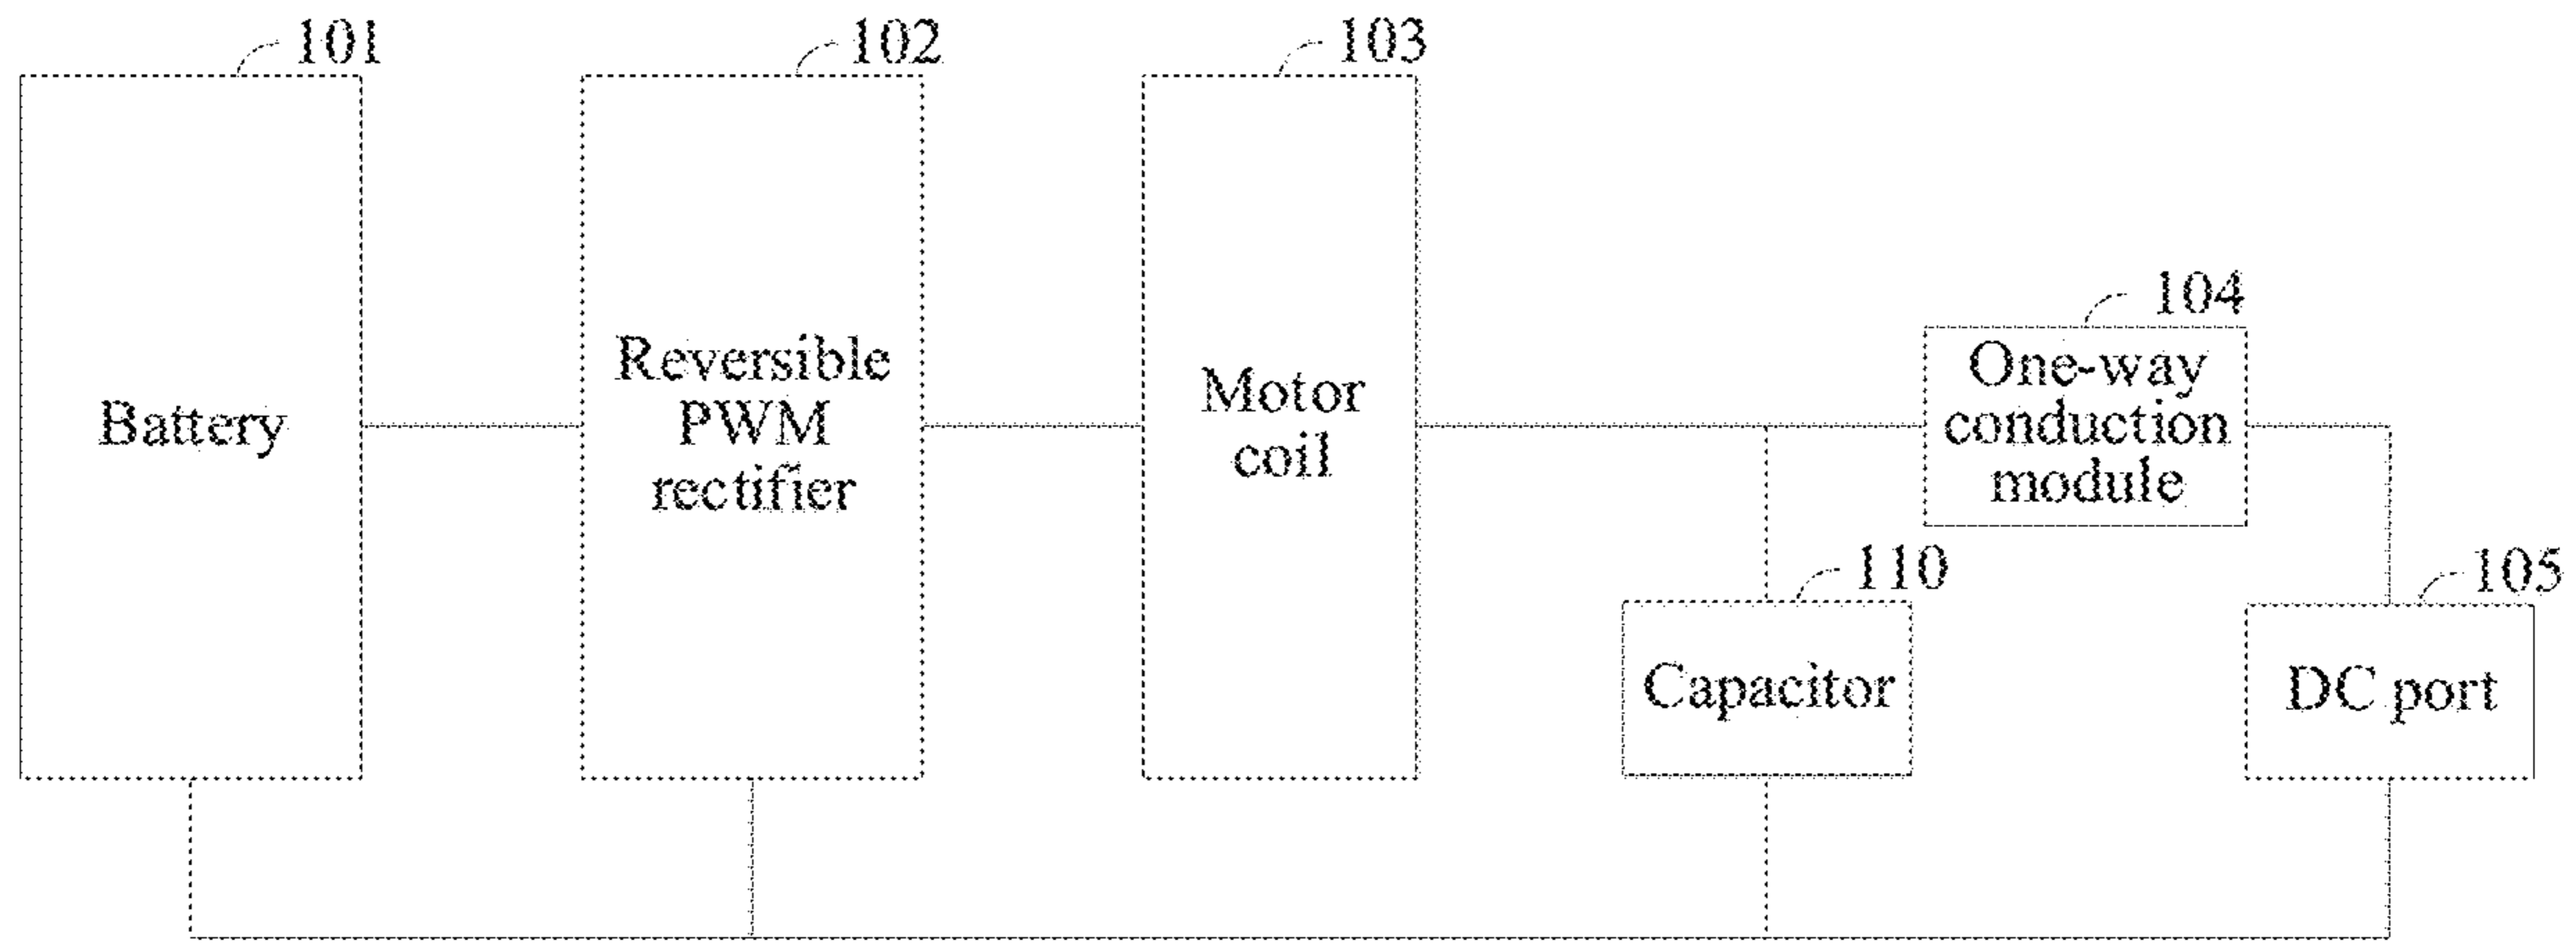 101
102
103
104
110
105
Battery
Reversible
PWM
rectifier
Motor
coil
One-way
conduction
module
Capacitor
DC port